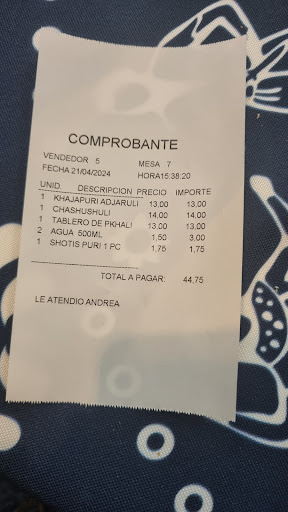 COMPROBANTE
VENDEDOR 5 MESA 7
FECHA 21/04/2024 HORA15:38:20
UNID. DESCRIPCION PRECIO IMPORTE
1 KHAJAPURI ADJARULI 13,00 13,00
1 CHASHUSHULI 14,00 14,00
1 TABLERO DE PKHALI 13,00 13,00
2 AGUA 500ML 1,50 3,00
1 SHOTIS PURI 1 PC 1,75 1,75
TOTAL A PAGAR: 44,75
LE ATENDIO ANDREA